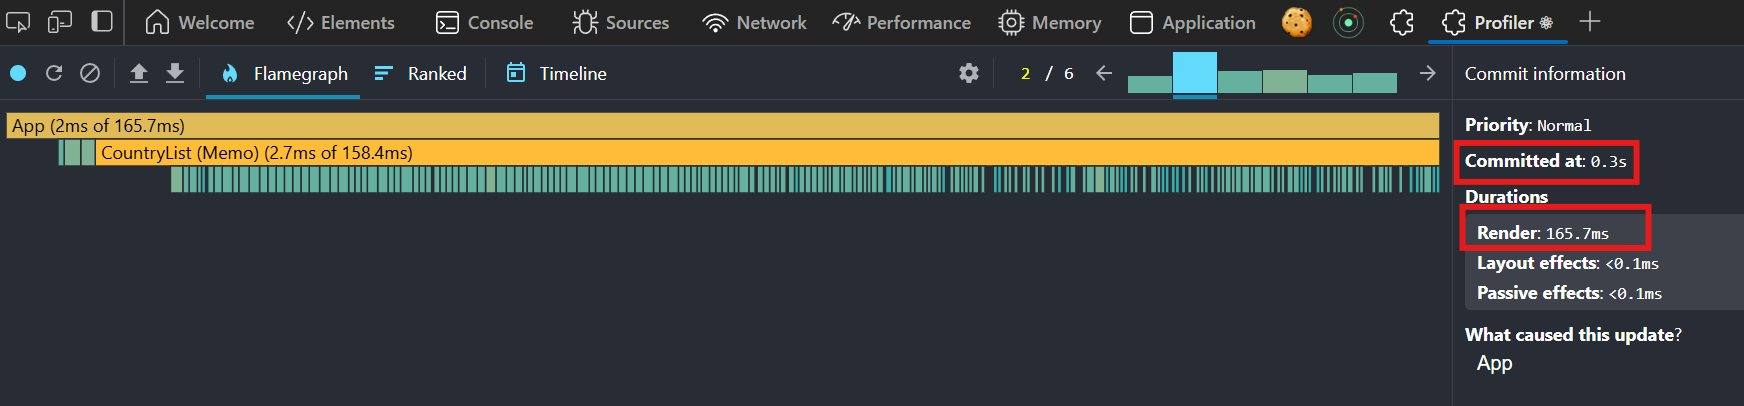 Welcome Elements Console Sources Network Performance Memory Application Profiler
Flamegraph Ranked Timeline 2 / 6 Commit information
App (2ms of 165.7ms)
CountryList (Memo) (2.7ms of 158.4ms)
Priority: Normal
Committed at: 0.3s
Durations
Render: 165.7ms
Layout effects: <0.1ms
Passive effects: <0.1ms
What caused this update?
App